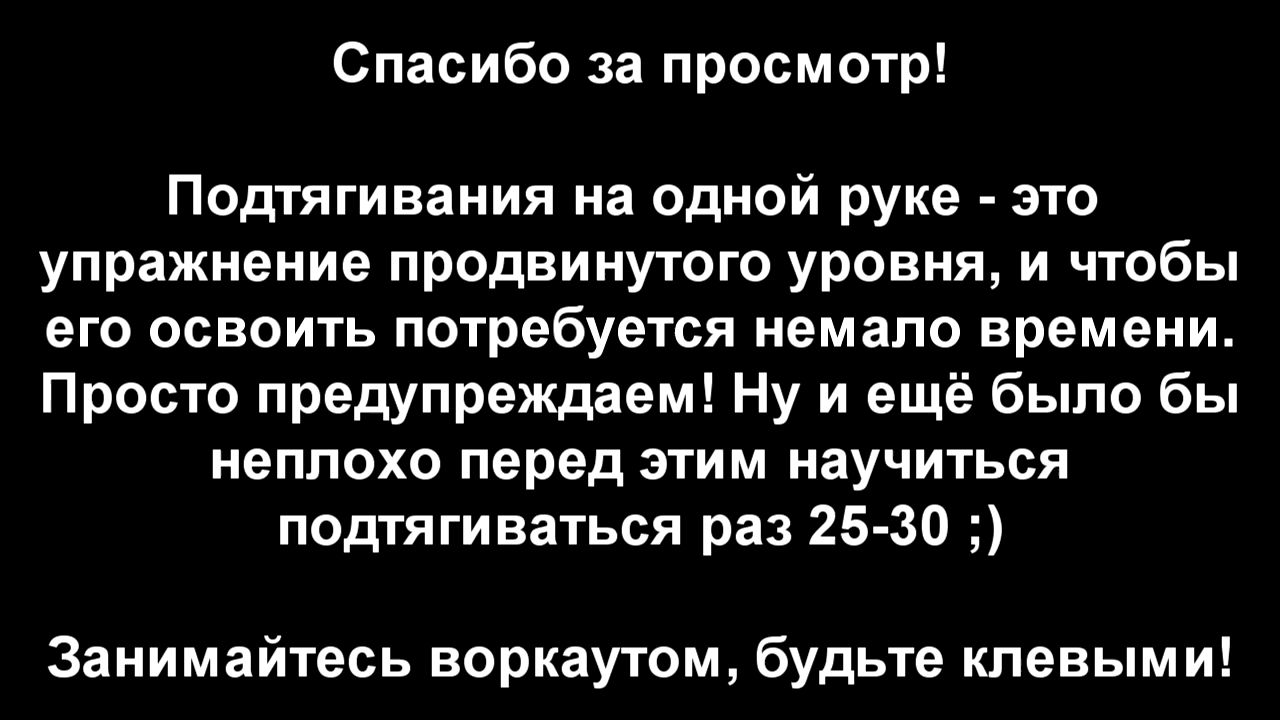 Спасибо за просмотр!
Подтягивания на одной руке - это
упражнение продвинутого уровня, и чтобы
его освоить потребуется немало времени.
Просто предупреждаем! Ну и ещё было бы
неплохо перед этим научиться
подтягиваться раз 25-30 ;)
Занимайтесь воркаутом, будьте клевыми!